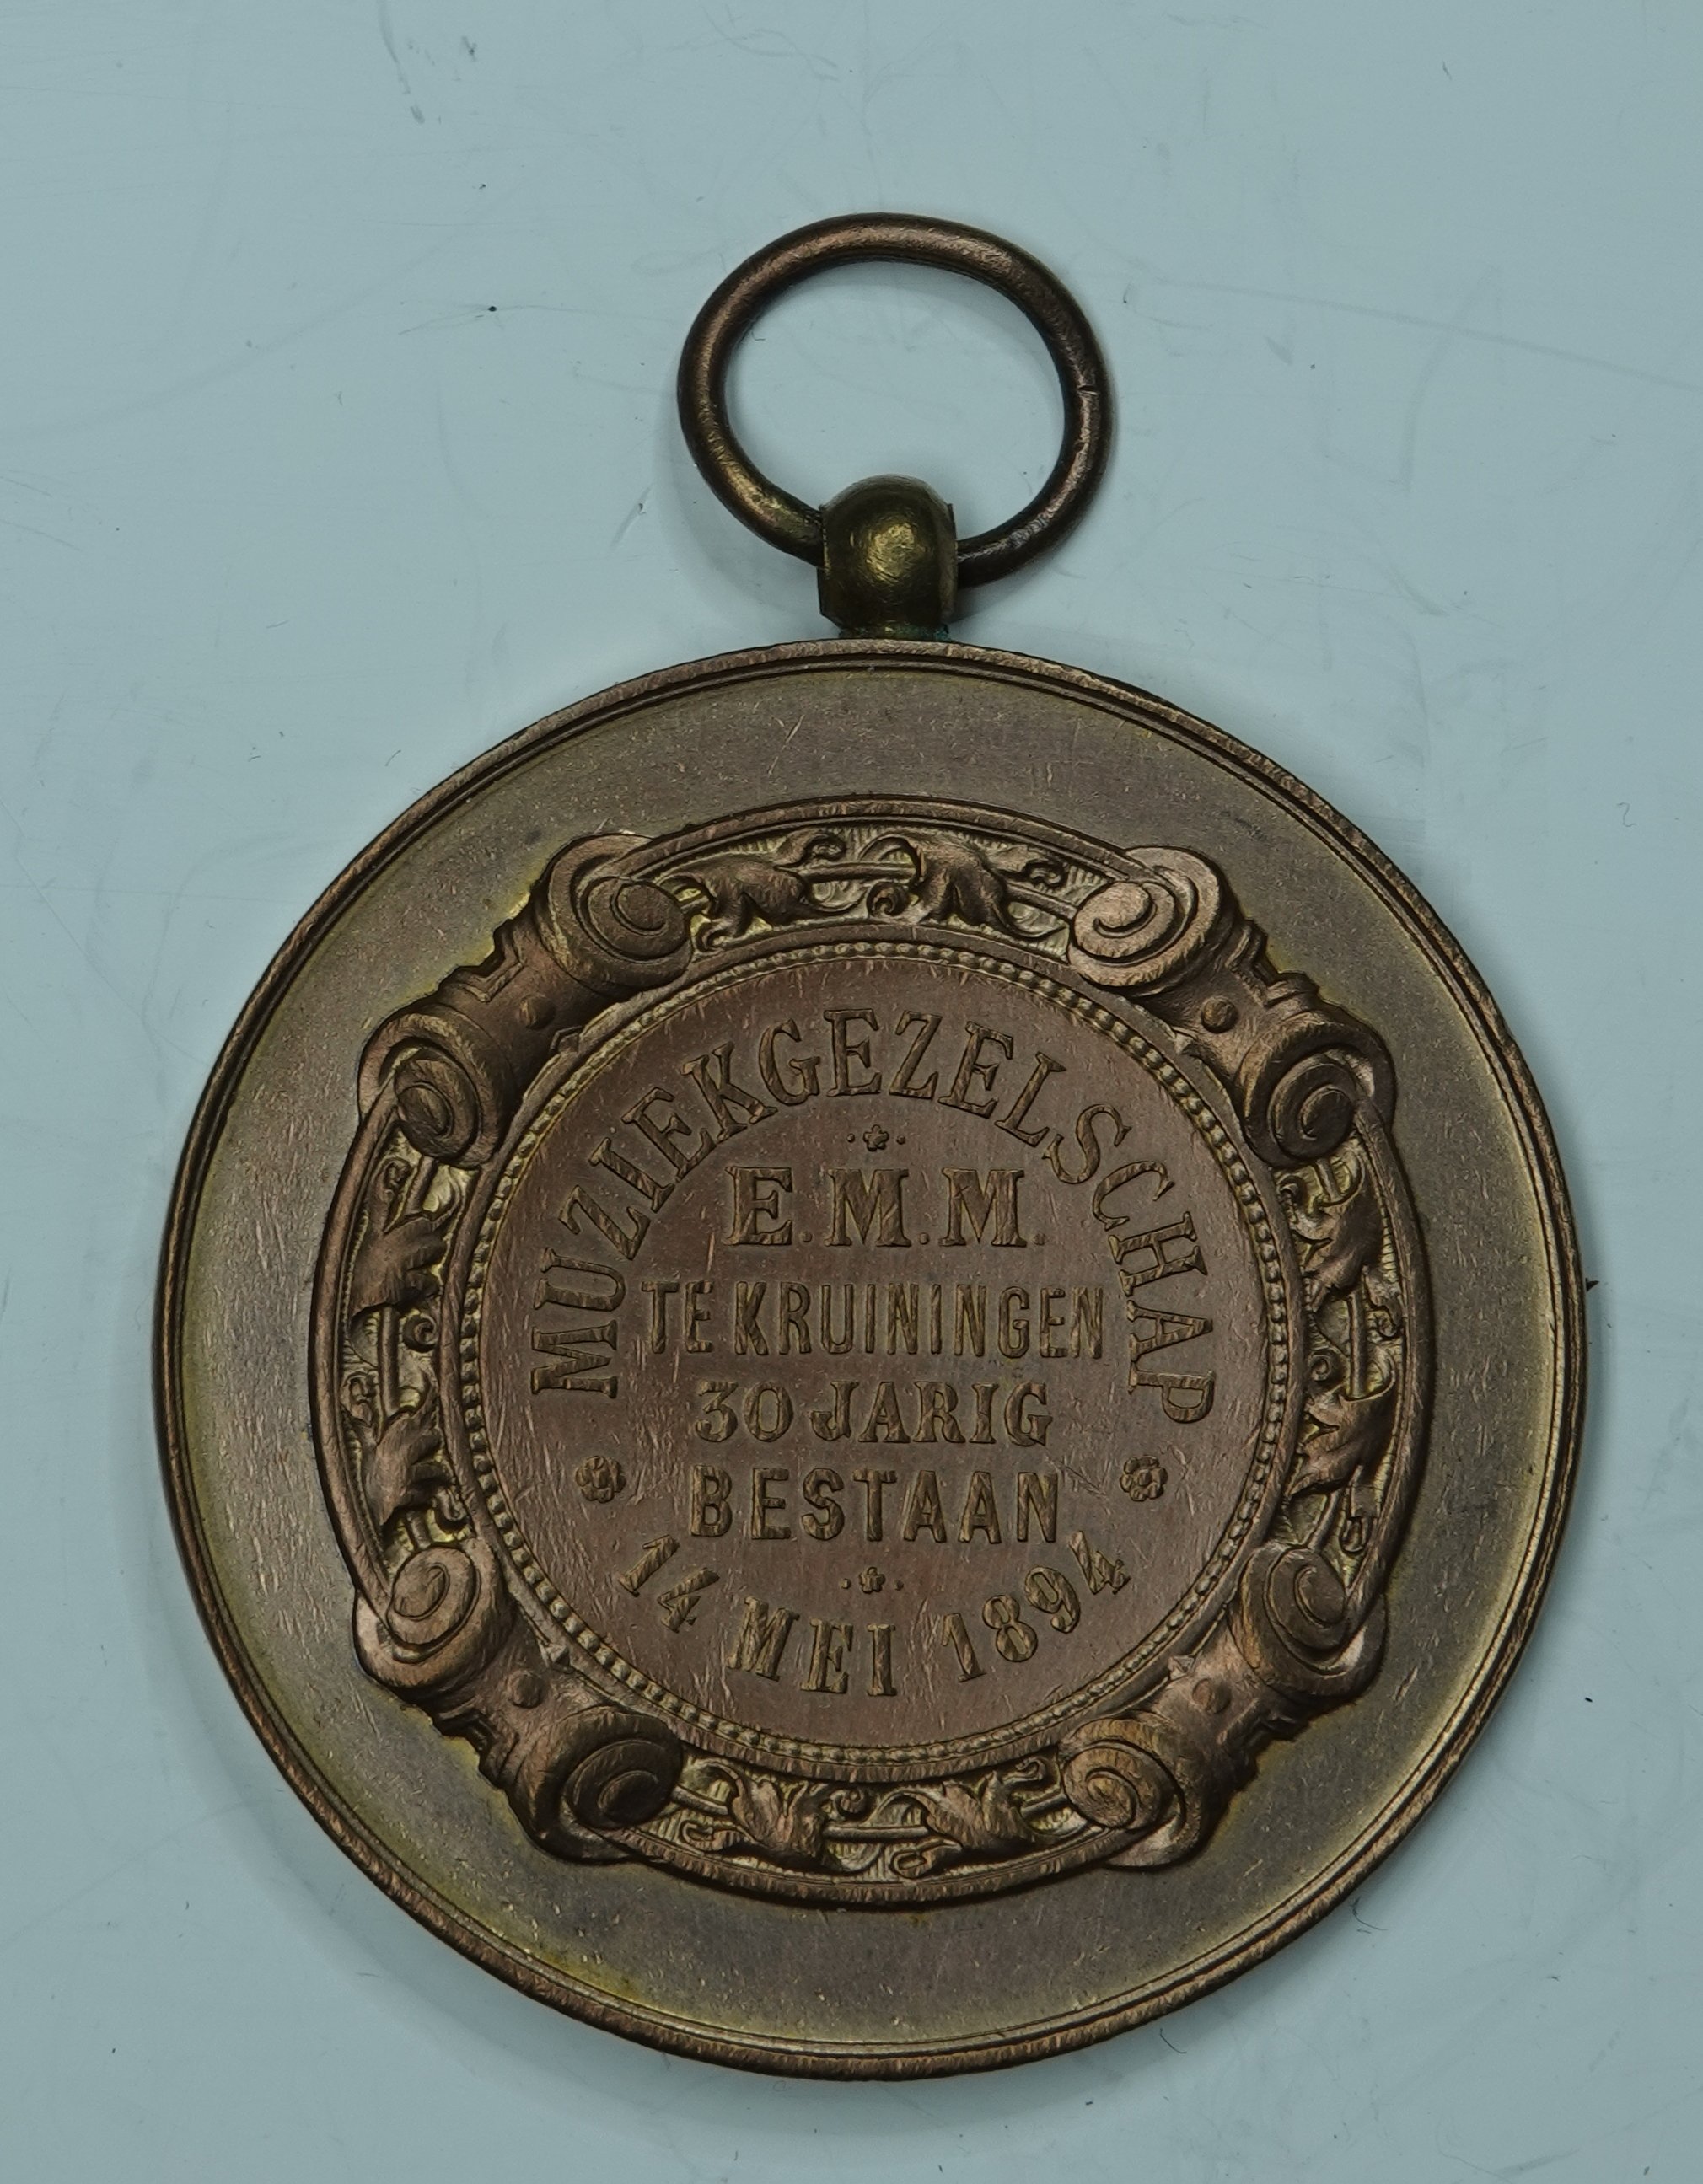 MUZIEKGEZELSCHAP
E.M.M.
TE KRUININGEN
30 JARIG
BESTAAN
14 MEI 1894